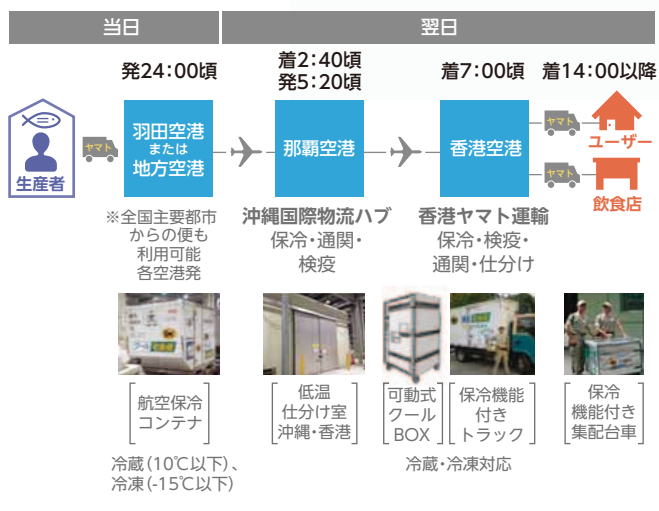 当日
翌日
発24:00頃
着2:40頃
発5:20頃
着7:00頃
着14:00以降
生産者
ヤマト
羽田空港
または
地方空港
那覇空港
香港空港
ヤマト
ユーザー
ヤマト
飲食店
※全国主要都市
からの便も
利用可能
各空港発
沖縄国際物流ハブ
保冷・通関・
検疫
香港ヤマト運輸
保冷・検疫・
通関・仕分け
航空保冷
コンテナ
低温
仕分け室
沖縄・香港
可動式
クール
BOX
保冷機能
付き
トラック
保冷
機能付き
集配台車
冷蔵(10℃以下)、
冷凍(-15℃以下)
冷蔵・冷凍対応